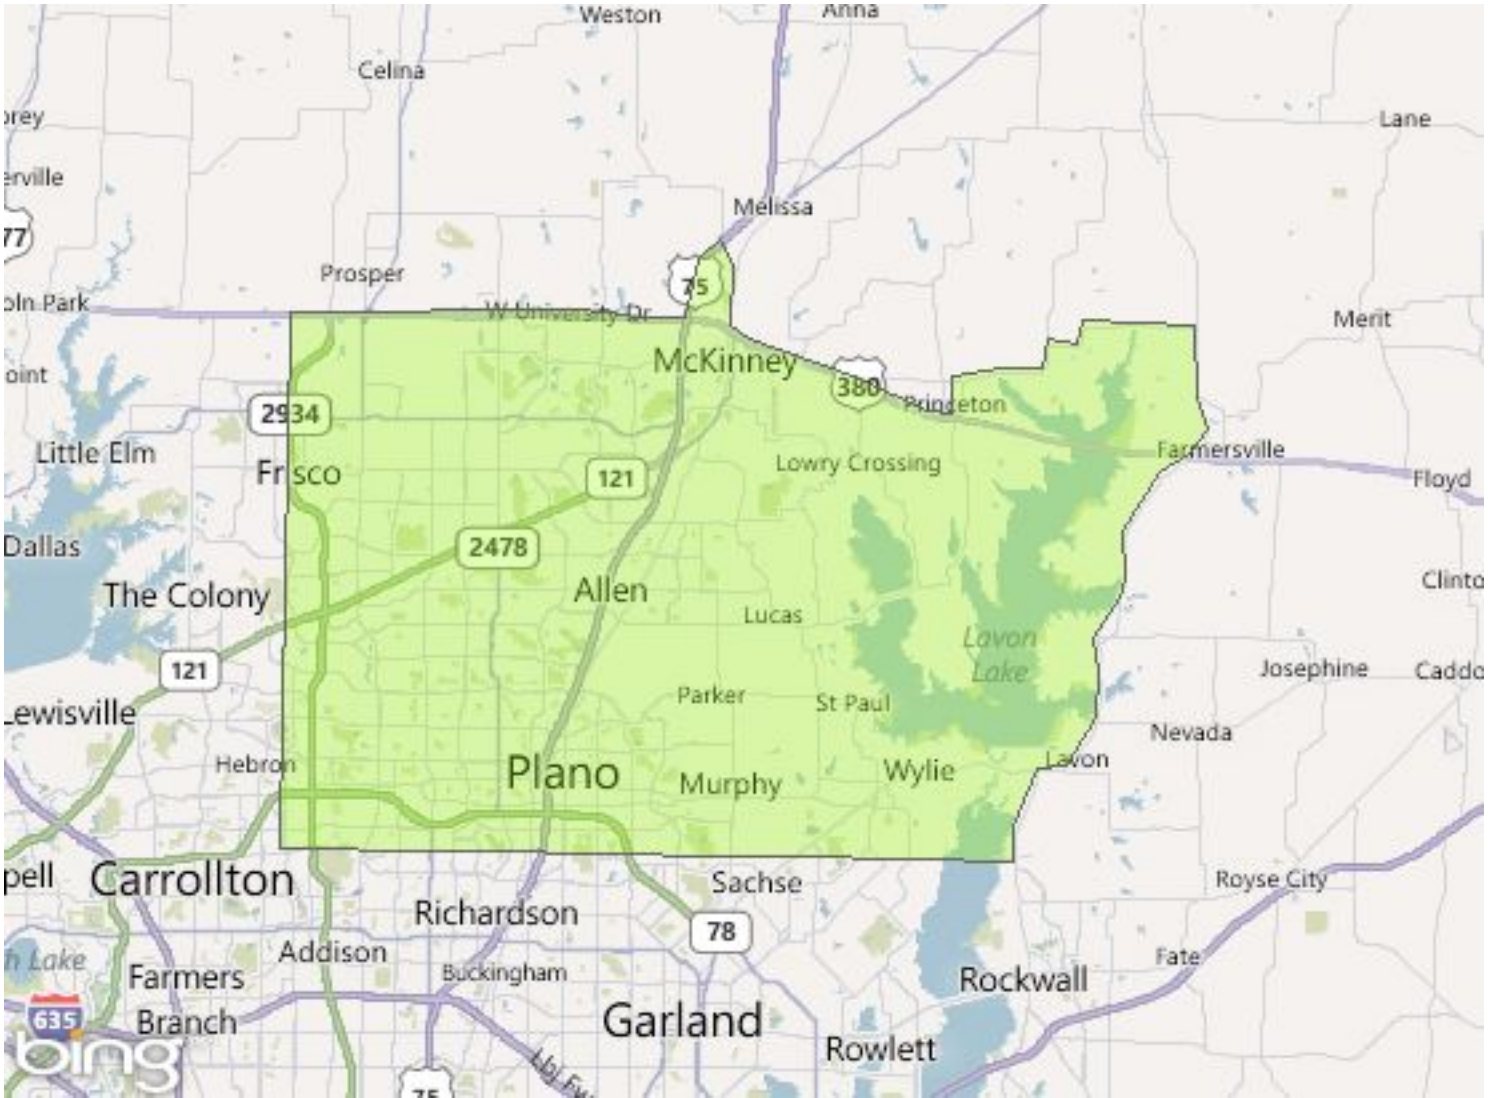 Weston
Anna
Celina
Lane
Melissa
77
Prosper
75
W University Dr
Merit
McKinney
380
Princeton
2934
Little Elm
Frisco
Lowry Crossing
Farmersville
121
Floyd
Dallas
2478
The Colony
Allen
Lucas
Lavon
Lake
121
Josephine
Lewisville
Parker
St Paul
Nevada
Hebron
Plano
Murphy
Wylie
Lavon
Carrollton
Sachse
Royse City
Richardson
78
Addison
Lake
Farmers
Branch
Buckingham
Fate
Rockwall
635
Garland
bing
Rowlett
Lbj
75